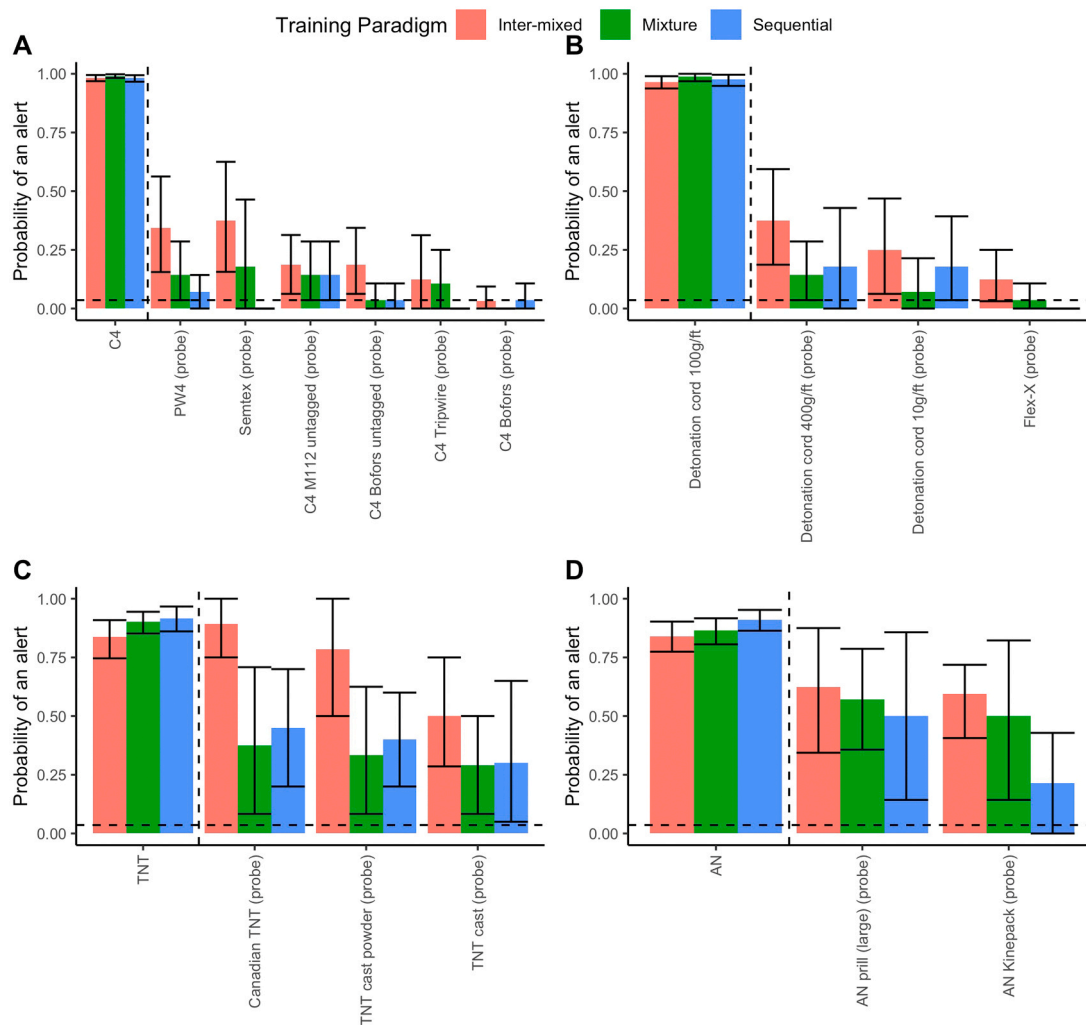 Training Paradigm Inter-mixed Mixture Sequential
A
Probability of an alert
1.00
0.75
0.50
0.25
0.00
C4
PW4 (probe)
Semtex (probe)
C4 M112 untagged (probe)
C4 Bofors untagged (probe)
C4 Tripwire (probe)
C4 Bofors (probe)
B
Probability of an alert
1.00
0.75
0.50
0.25
0.00
Detonation cord 100g/ft
Detonation cord 400g/ft (probe)
Detonation cord 10g/ft (probe)
Flex-X (probe)
C
Probability of an alert
1.00
0.75
0.50
0.25
0.00
TNT
Canadian TNT (probe)
TNT cast powder (probe)
TNT cast (probe)
D
Probability of an alert
1.00
0.75
0.50
0.25
0.00
AN
AN prill (large) (probe)
AN Kinepack (probe)